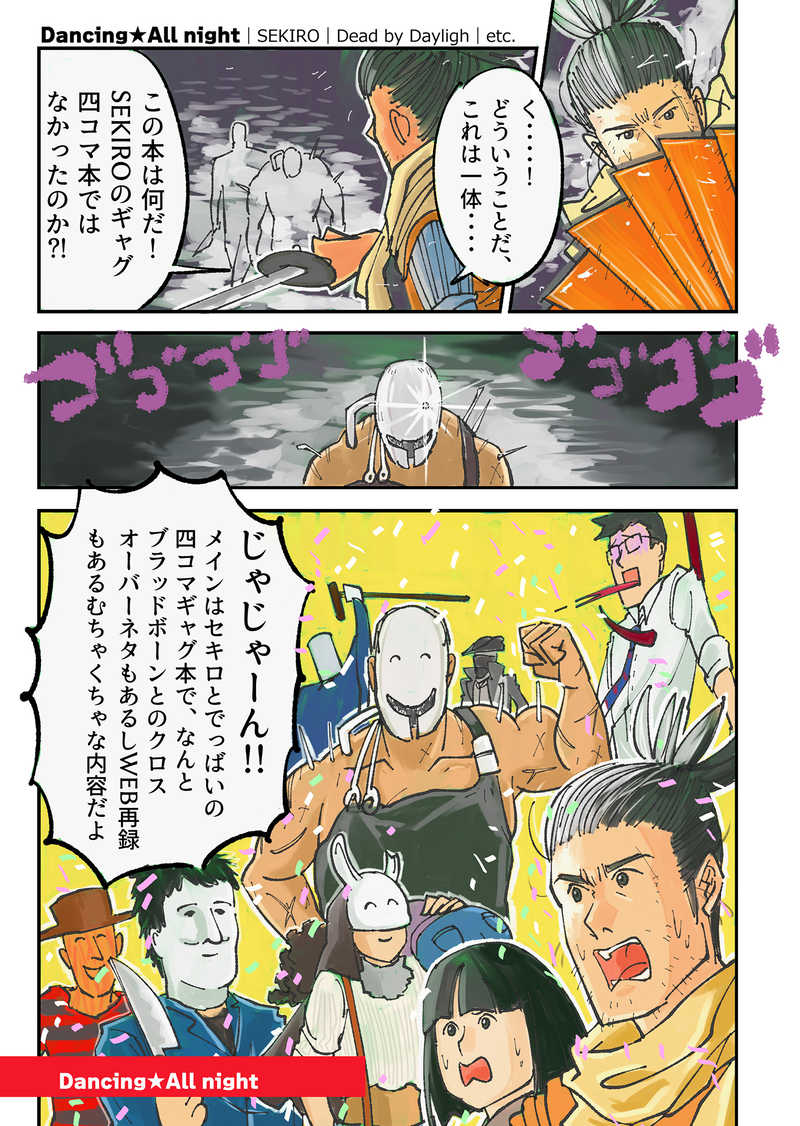 Dancing★All night｜SEKIRO｜Dead by Dayligh｜etc.
く‥‥！
どういうことだ、
これは一体‥‥
この本は何だ！
SEKIROのギャグ
四コマ本では
なかったのか?!
ゴゴゴゴ
ゴゴゴゴ
じゃじゃーん!!
メインはセキロとでっぱいの
四コマギャグ本で、なんと
ブラッドボーンとのクロス
オーバーネタもあるしWEB再録
もあるむちゃくちゃな内容だよ
Dancing★All night